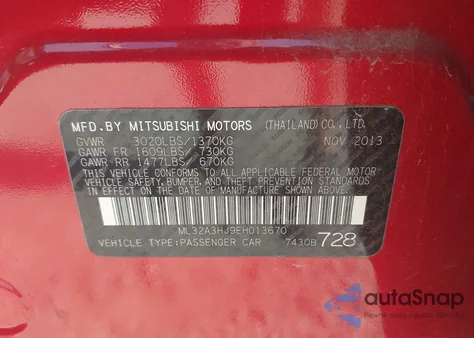 MFD.BY MITSUBISHI MOTORS (THAILAND) CO., LTD.
GVWR 3020LBS/1370KG NOV 2013
GAWR FR 1609LBS/ 730KG
GAWR RR 1477LBS/ 670KG
THIS VEHICLE CONFORMS TO ALL APPLICABLE FEDERAL MOTOR
VEHICLE SAFETY, BUMPER, AND THEFT PREVENTION STANDARDS
IN EFFECT ON THE DATE OF MANUFACTURE SHOWN ABOVE.
ML32A3HJ9EH013670
VEHICLE TYPE:PASSENGER CAR 7430B 728
autoSnap